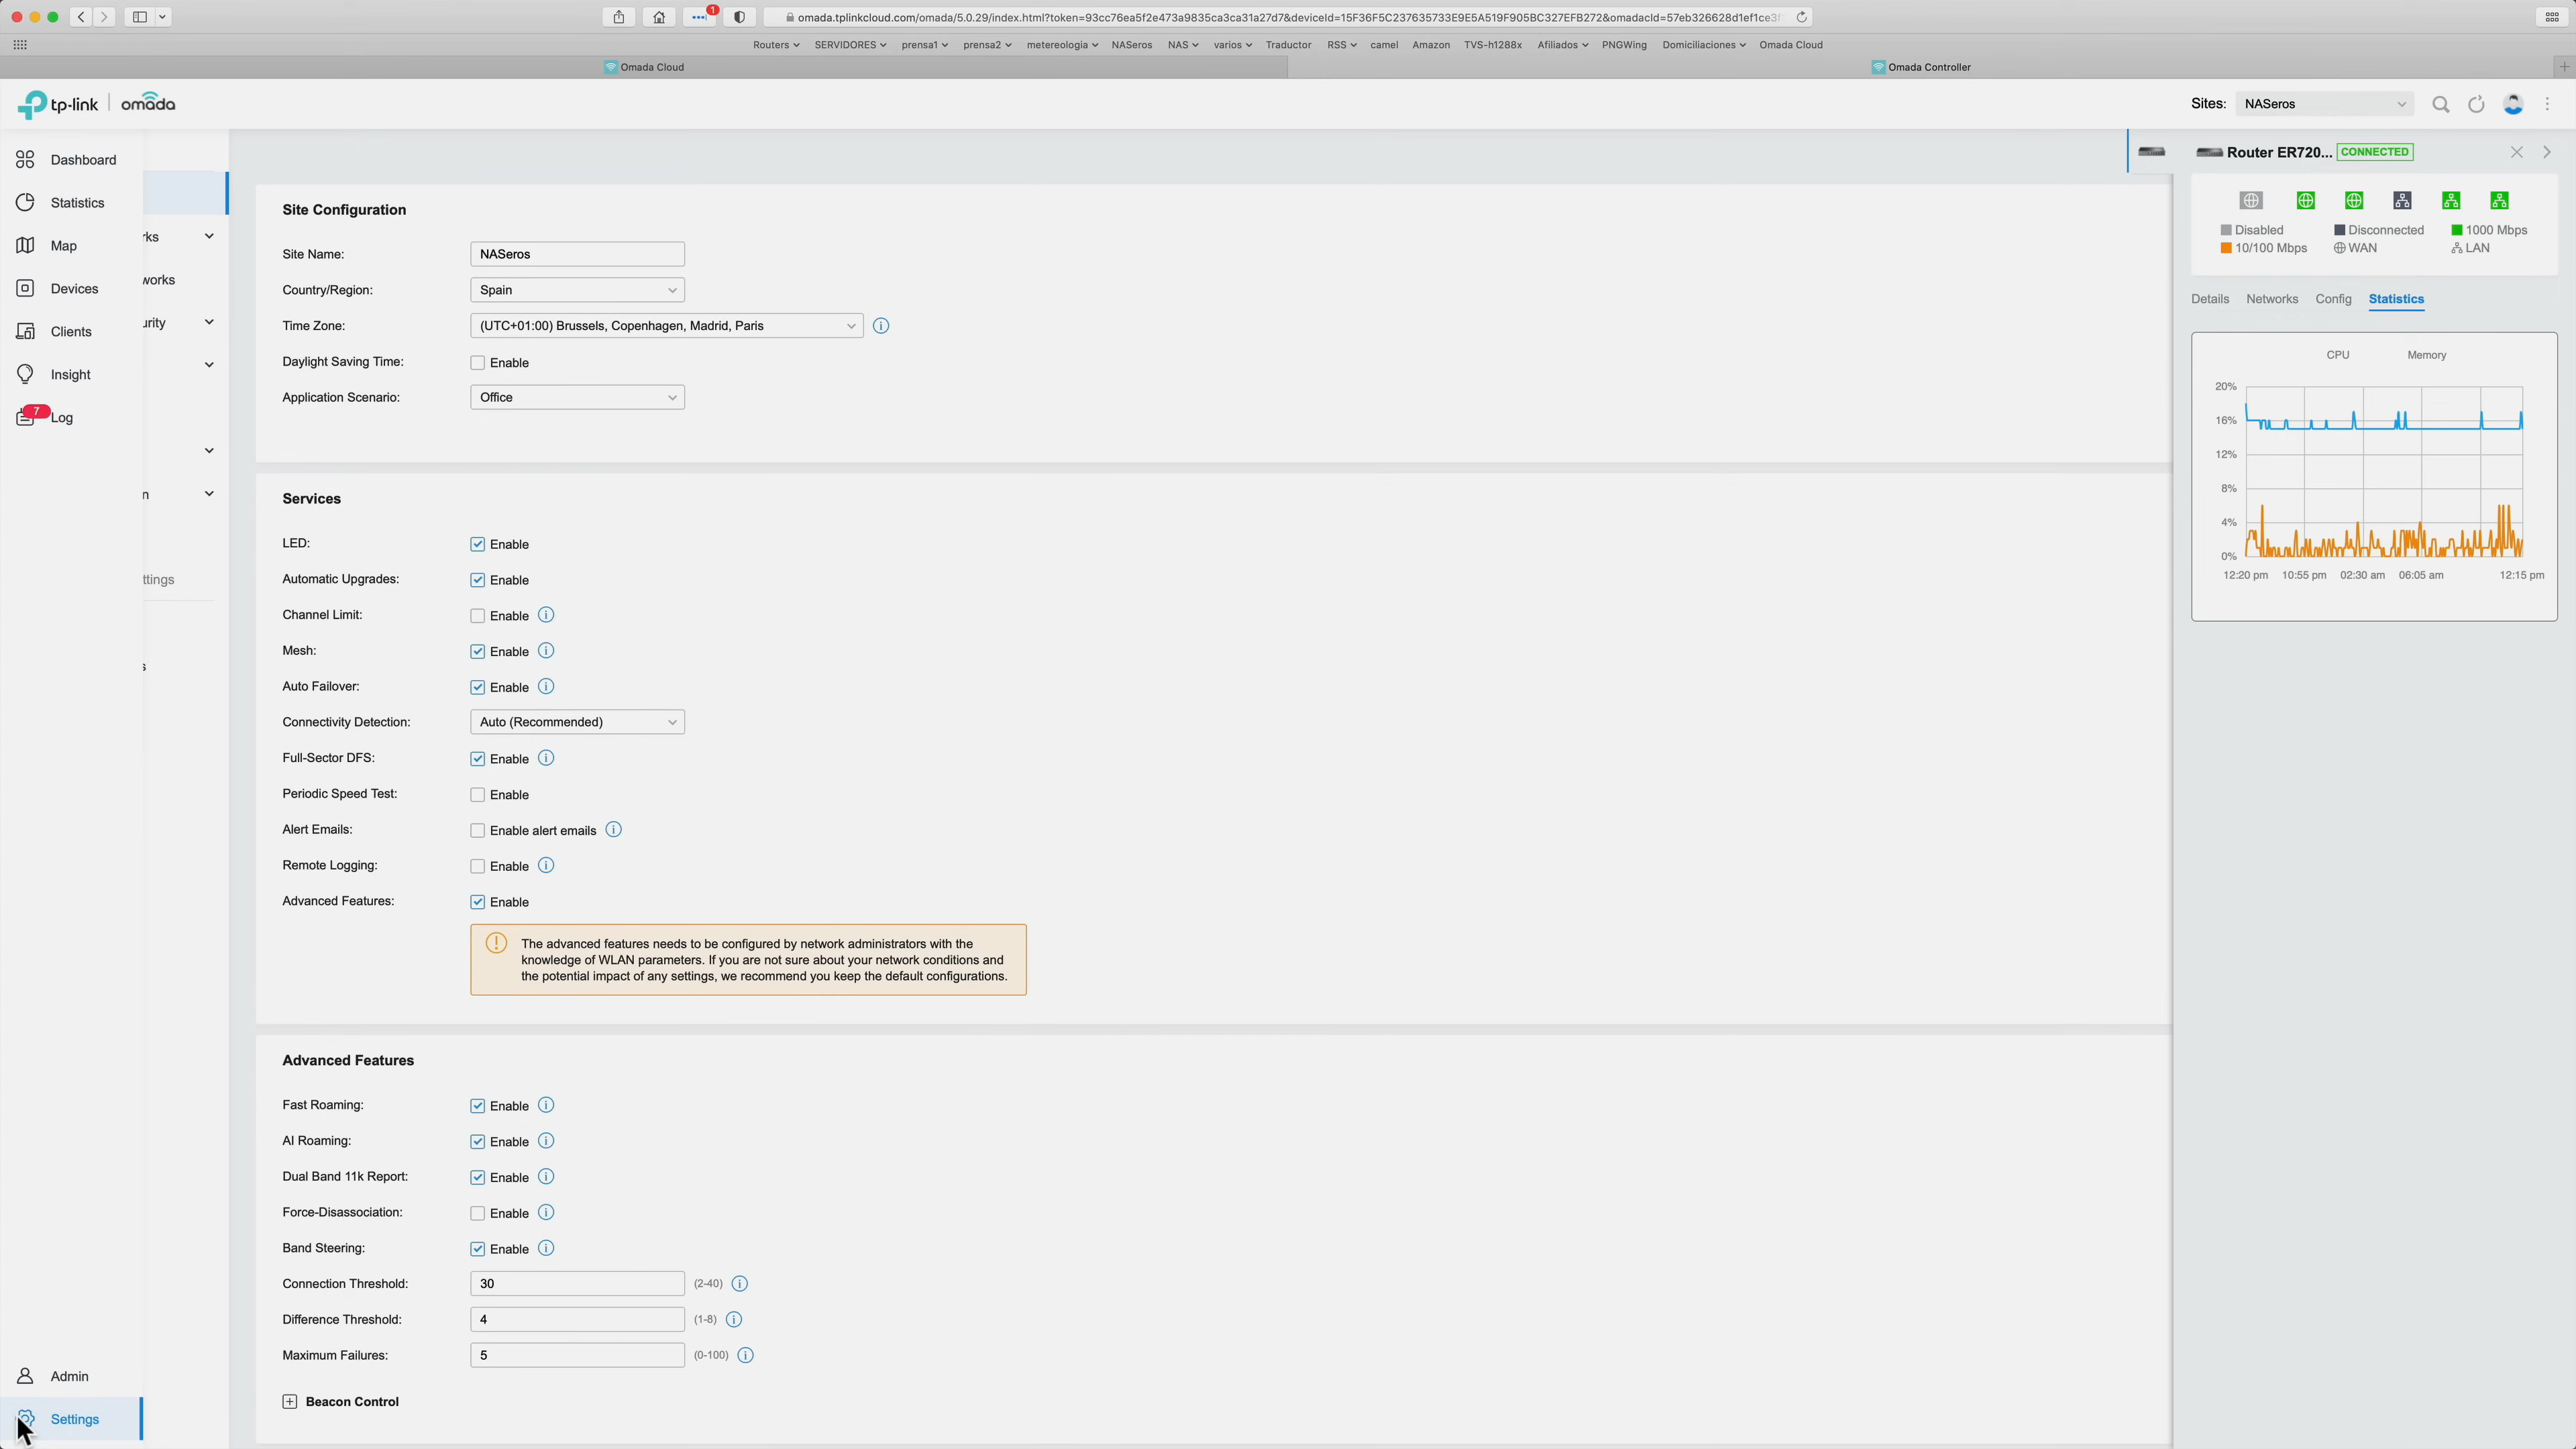 1
omada.tplinkcloud.com/omada/5.0.29/index.html?token=93cc76ea5f2e473a9835ca3ca31a27d7&deviceId=15F36F5C237635733E9E5A519F905BC327EFB272&omadacId=57eb326628d1ef1ce3f
Routers SERVIDORES prensa1 prensa2 metereologia NASeros NAS varios Traductor RSS camel Amazon TVS-h1288x Afiliados PNGWing Domiciliaciones Omada Cloud
Omada Cloud Omada Controller
tp-link omada
Sites: NASeros
Dashboard
Statistics
Map
Devices
Clients
Insight
7 Log
Admin
Settings
rks
works
urity
n
ttings
s
Site Configuration
Site Name: NASeros
Country/Region: Spain
Time Zone: (UTC+01:00) Brussels, Copenhagen, Madrid, Paris
Daylight Saving Time: Enable
Application Scenario: Office
Services
LED: Enable
Automatic Upgrades: Enable
Channel Limit: Enable
Mesh: Enable
Auto Failover: Enable
Connectivity Detection: Auto (Recommended)
Full-Sector DFS: Enable
Periodic Speed Test: Enable
Alert Emails: Enable alert emails
Remote Logging: Enable
Advanced Features: Enable
The advanced features needs to be configured by network administrators with the
knowledge of WLAN parameters. If you are not sure about your network conditions and
the potential impact of any settings, we recommend you keep the default configurations.
Advanced Features
Fast Roaming: Enable
AI Roaming: Enable
Dual Band 11k Report: Enable
Force-Disassociation: Enable
Band Steering: Enable
Connection Threshold: 30 (2-40)
Difference Threshold: 4 (1-8)
Maximum Failures: 5 (0-100)
Beacon Control
Router ER720... CONNECTED
Disabled Disconnected 1000 Mbps
10/100 Mbps WAN LAN
Details Networks Config Statistics
CPU Memory
20%
16%
12%
8%
4%
0%
12:20 pm 10:55 pm 02:30 am 06:05 am 12:15 pm